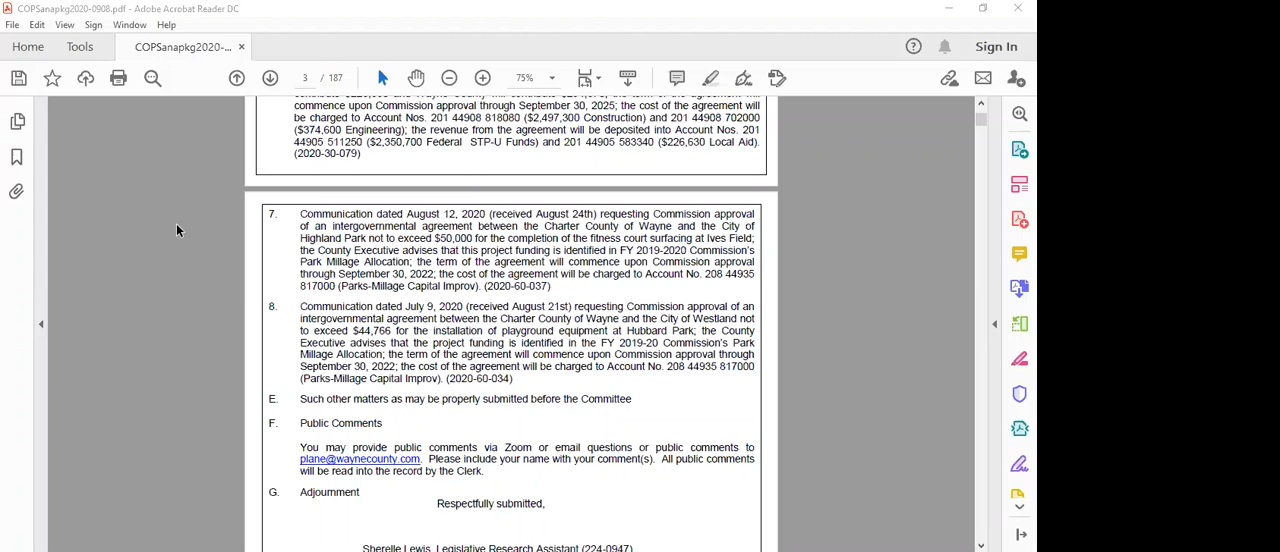 COPSanapkg2020-0908.pdf - Adobe Acrobat Reader DC
File Edit View Sign Window Help
Home Tools COPSanapkg2020-... × Sign In
3 / 187 75%
commence upon Commission approval through September 30, 2025; the cost of the agreement will
be charged to Account Nos. 201 44908 818080 ($2,497,300 Construction) and 201 44908 702000
($374,600 Engineering); the revenue from the agreement will be deposited into Account Nos. 201
44905 511250 ($2,350,700 Federal STP-U Funds) and 201 44905 583340 ($226,630 Local Aid).
(2020-30-079)
7. Communication dated August 12, 2020 (received August 24th) requesting Commission approval
of an intergovernmental agreement between the Charter County of Wayne and the City of
Highland Park not to exceed $50,000 for the completion of the fitness court surfacing at Ives Field;
the County Executive advises that this project funding is identified in FY 2019-2020 Commission's
Park Millage Allocation; the term of the agreement will commence upon Commission approval
through September 30, 2022; the cost of the agreement will be charged to Account No. 208 44935
817000 (Parks-Millage Capital Improv). (2020-60-037)
8. Communication dated July 9, 2020 (received August 21st) requesting Commission approval of an
intergovernmental agreement between the Charter County of Wayne and the City of Westland not
to exceed $44,766 for the installation of playground equipment at Hubbard Park; the County
Executive advises that the project funding is identified in the FY 2019-20 Commission's Park
Millage Allocation; the term of the agreement will commence upon Commission approval through
September 30, 2022; the cost of the agreement will be charged to Account No. 208 44935 817000
(Parks-Millage Capital Improv). (2020-60-034)
E. Such other matters as may be properly submitted before the Committee
F. Public Comments
You may provide public comments via Zoom or email questions or public comments to
plane@waynecounty.com. Please include your name with your comment(s). All public comments
will be read into the record by the Clerk.
G. Adjournment
Respectfully submitted,
Sherelle Lewis, Legislative Research Assistant (224-0947)